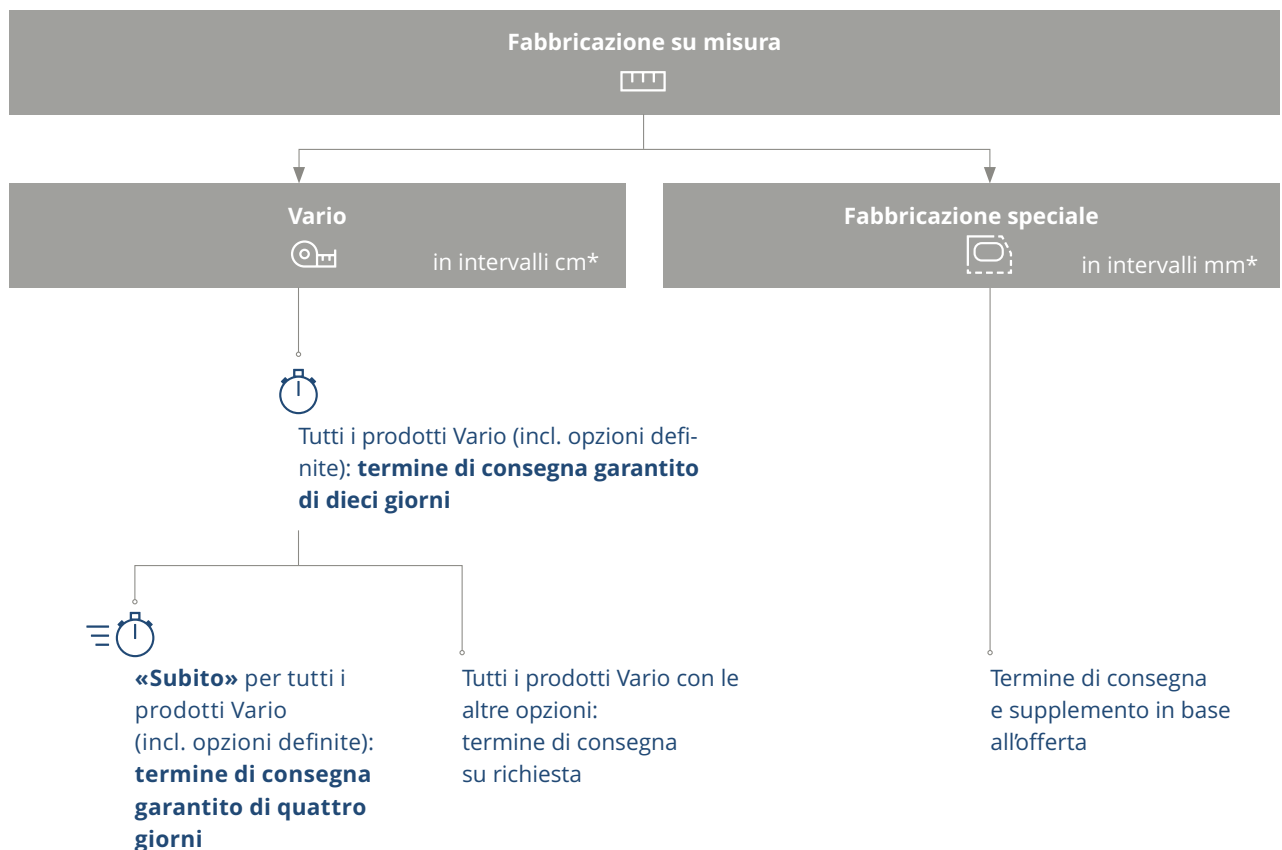 Fabbricazione su misura
Vario
in intervalli cm*
Fabbricazione speciale
in intervalli mm*
Tutti i prodotti Vario (incl. opzioni defi-
nite): termine di consegna garantito
di dieci giorni
«Subito» per tutti i
prodotti Vario
(incl. opzioni definite):
termine di consegna
garantito di quattro
giorni
Tutti i prodotti Vario con le
altre opzioni:
termine di consegna
su richiesta
Termine di consegna
e supplemento in base
all’offerta